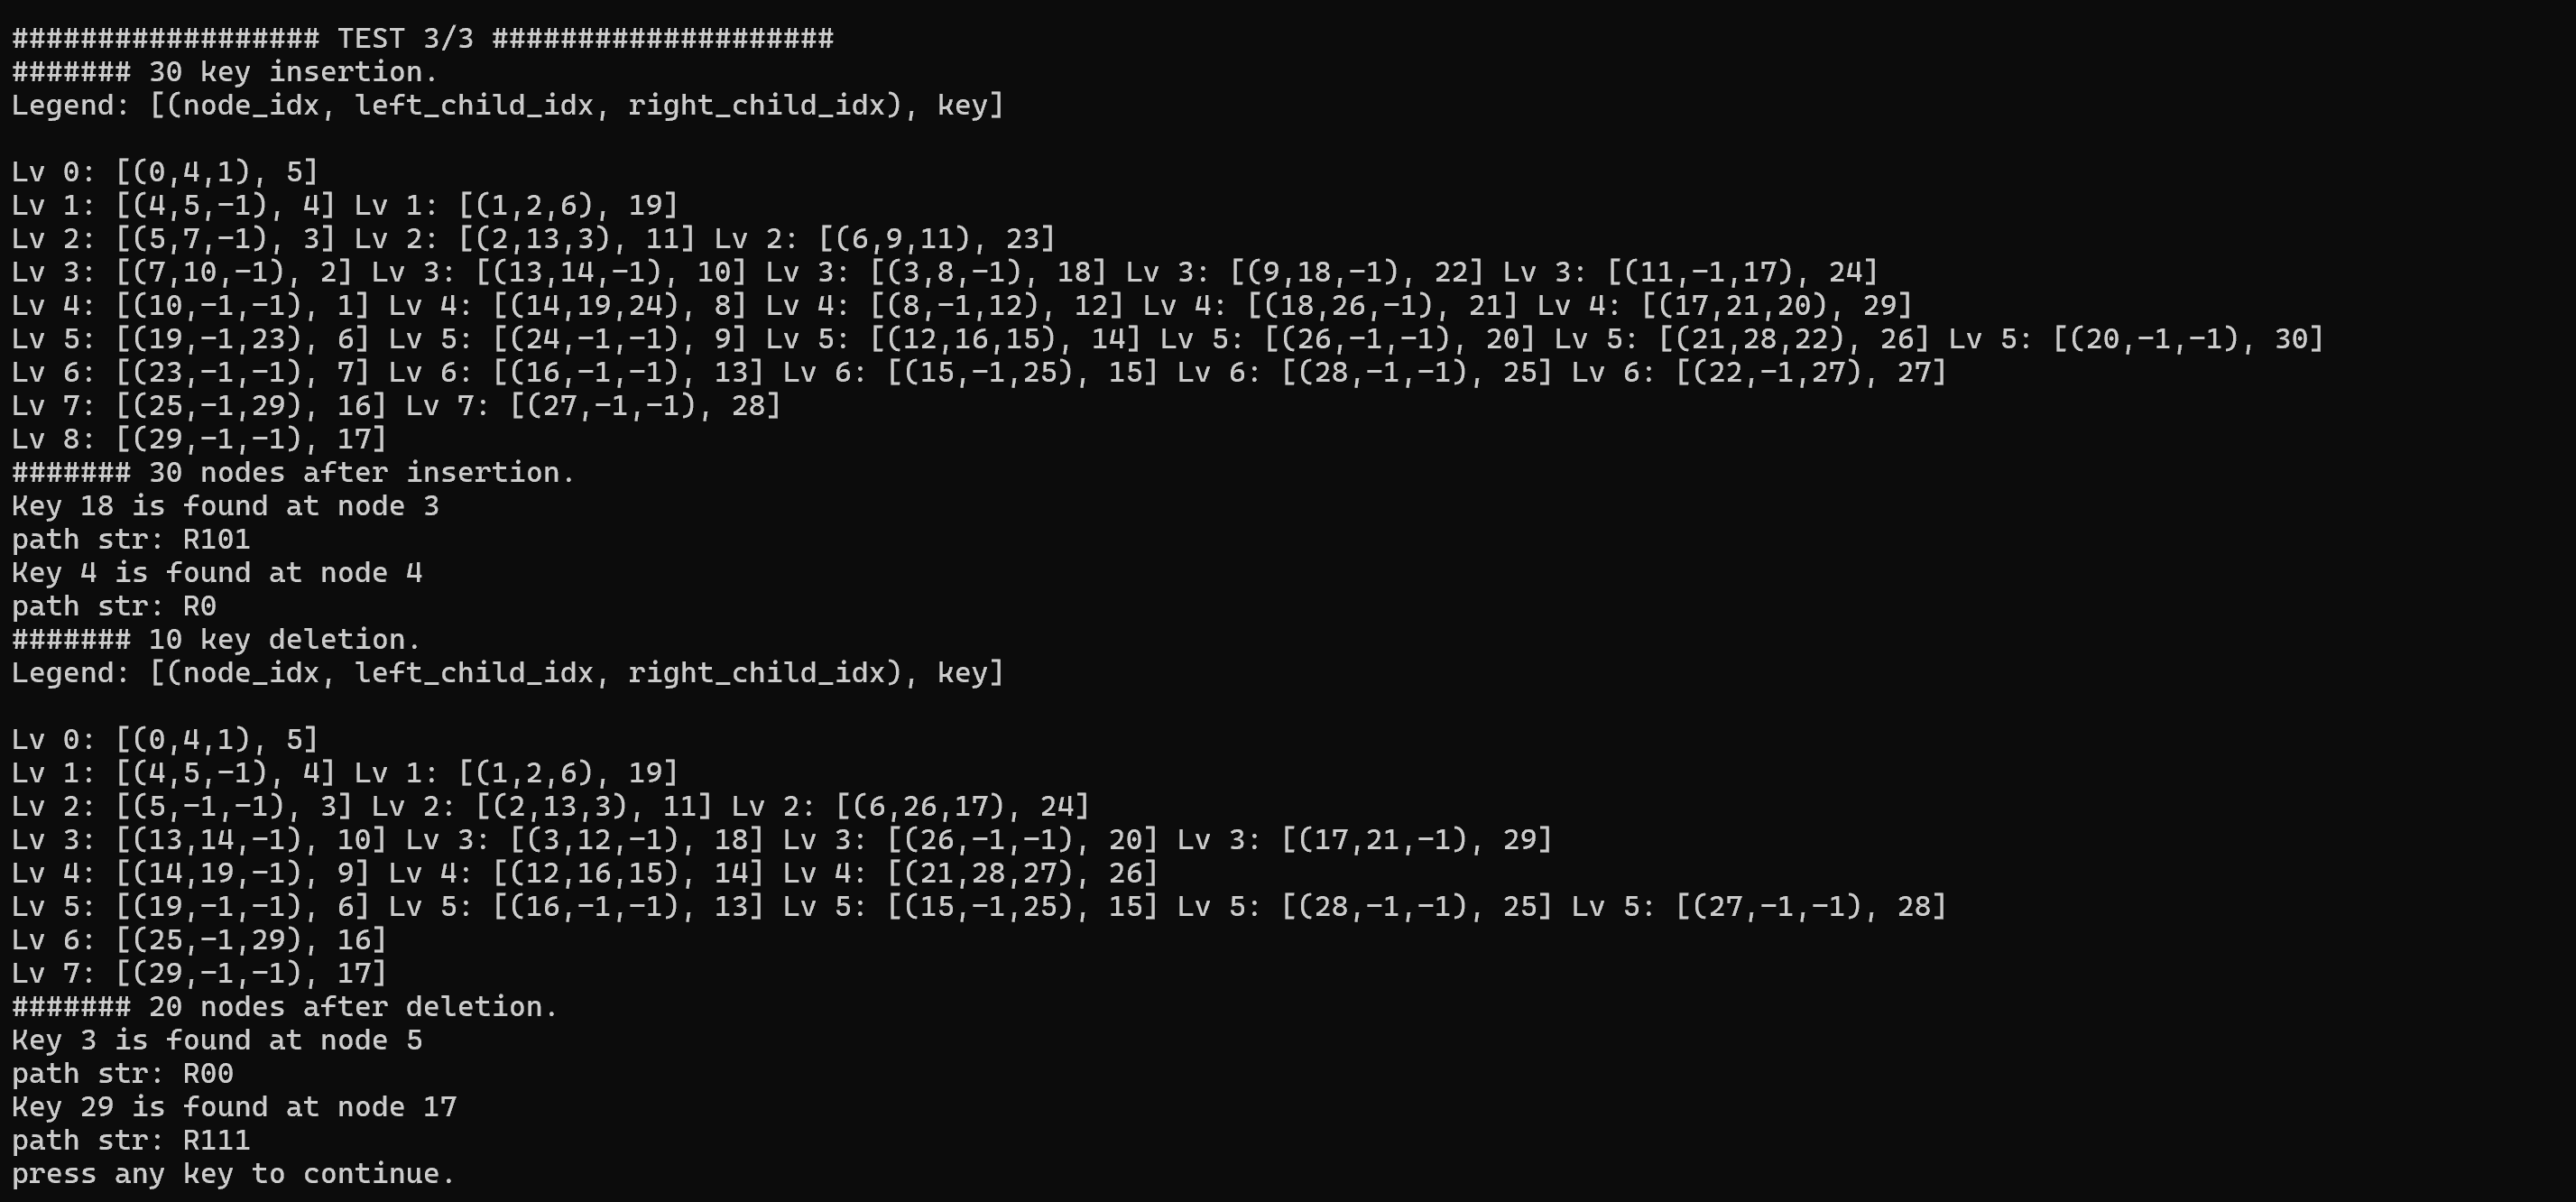 ################## TEST 3/3 ####################
####### 30 key insertion.
Legend: [(node_idx, left_child_idx, right_child_idx), key]
Lv 0: [(0,4,1), 5]
Lv 1: [(4,5,-1), 4] Lv 1: [(1,2,6), 19]
Lv 2: [(5,7,-1), 3] Lv 2: [(2,13,3), 11] Lv 2: [(6,9,11), 23]
Lv 3: [(7,10,-1), 2] Lv 3: [(13,14,-1), 10] Lv 3: [(3,8,-1), 18] Lv 3: [(9,18,-1), 22] Lv 3: [(11,-1,17), 24]
Lv 4: [(10,-1,-1), 1] Lv 4: [(14,19,24), 8] Lv 4: [(8,-1,12), 12] Lv 4: [(18,26,-1), 21] Lv 4: [(17,21,20), 29]
Lv 5: [(19,-1,23), 6] Lv 5: [(24,-1,-1), 9] Lv 5: [(12,16,15), 14] Lv 5: [(26,-1,-1), 20] Lv 5: [(21,28,22), 26] Lv 5: [(20,-1,-1), 30]
Lv 6: [(23,-1,-1), 7] Lv 6: [(16,-1,-1), 13] Lv 6: [(15,-1,25), 15] Lv 6: [(28,-1,-1), 25] Lv 6: [(22,-1,27), 27]
Lv 7: [(25,-1,29), 16] Lv 7: [(27,-1,-1), 28]
Lv 8: [(29,-1,-1), 17]
####### 30 nodes after insertion.
Key 18 is found at node 3
path str: R101
Key 4 is found at node 4
path str: R0
####### 10 key deletion.
Legend: [(node_idx, left_child_idx, right_child_idx), key]
Lv 0: [(0,4,1), 5]
Lv 1: [(4,5,-1), 4] Lv 1: [(1,2,6), 19]
Lv 2: [(5,-1,-1), 3] Lv 2: [(2,13,3), 11] Lv 2: [(6,26,17), 24]
Lv 3: [(13,14,-1), 10] Lv 3: [(3,12,-1), 18] Lv 3: [(26,-1,-1), 20] Lv 3: [(17,21,-1), 29]
Lv 4: [(14,19,-1), 9] Lv 4: [(12,16,15), 14] Lv 4: [(21,28,27), 26]
Lv 5: [(19,-1,-1), 6] Lv 5: [(16,-1,-1), 13] Lv 5: [(15,-1,25), 15] Lv 5: [(28,-1,-1), 25] Lv 5: [(27,-1,-1), 28]
Lv 6: [(25,-1,29), 16]
Lv 7: [(29,-1,-1), 17]
####### 20 nodes after deletion.
Key 3 is found at node 5
path str: R00
Key 29 is found at node 17
path str: R111
press any key to continue.